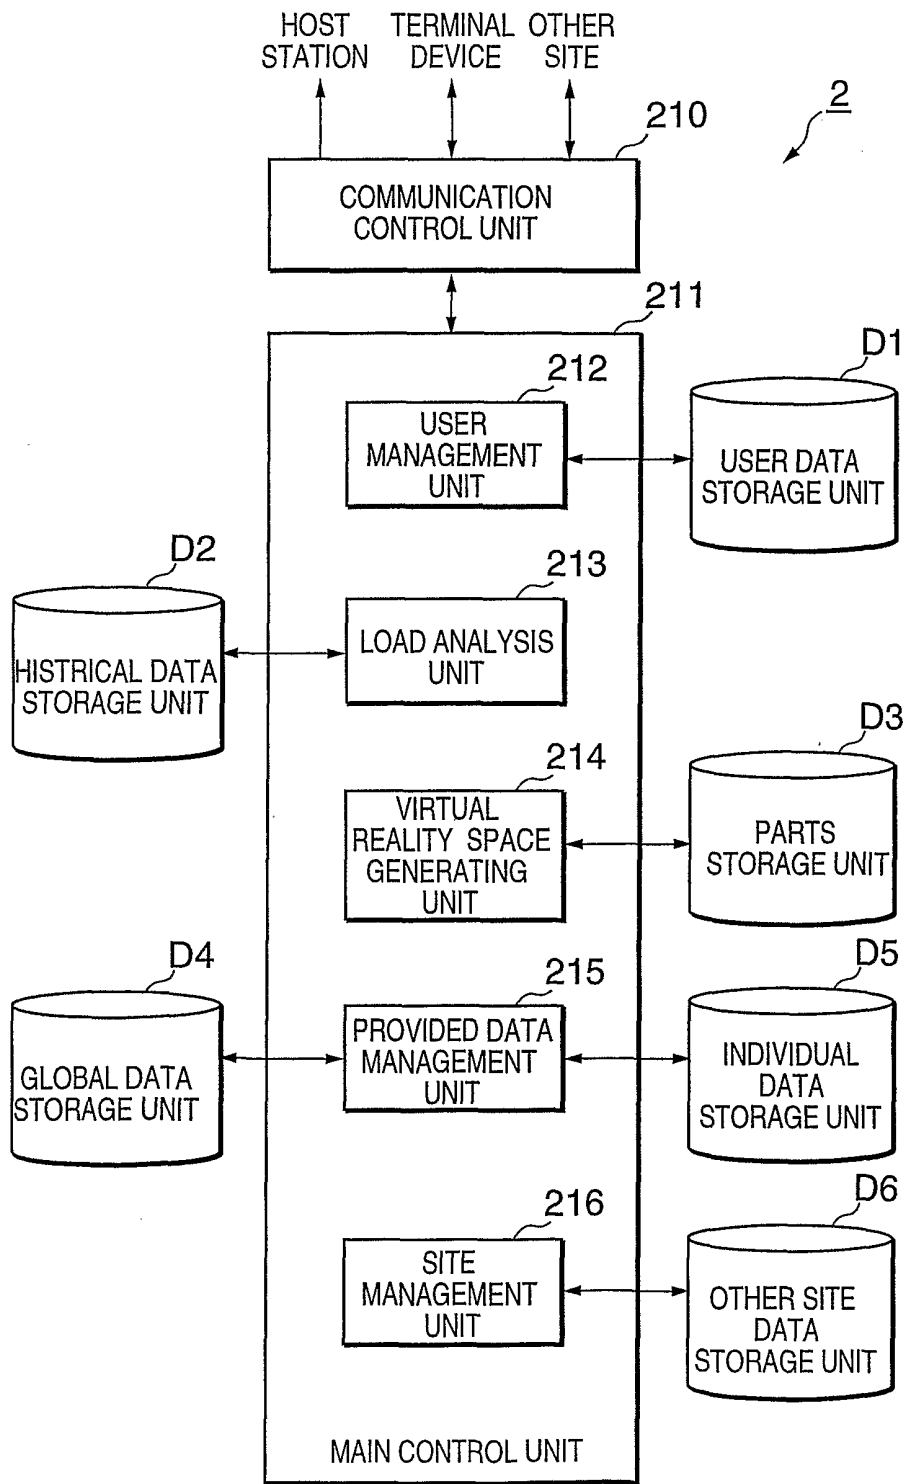 HOST
STATION
TERMINAL
DEVICE
OTHER
SITE
2
210
COMMUNICATION
CONTROL UNIT
211
212
USER
MANAGEMENT
UNIT
D1
USER DATA
STORAGE UNIT
D2
HISTRICAL DATA
STORAGE UNIT
213
LOAD ANALYSIS
UNIT
214
VIRTUAL
REALITY SPACE
GENERATING
UNIT
D3
PARTS
STORAGE UNIT
D4
GLOBAL DATA
STORAGE UNIT
215
PROVIDED DATA
MANAGEMENT
UNIT
D5
INDIVIDUAL
DATA
STORAGE UNIT
216
SITE
MANAGEMENT
UNIT
D6
OTHER SITE
DATA
STORAGE UNIT
MAIN CONTROL UNIT